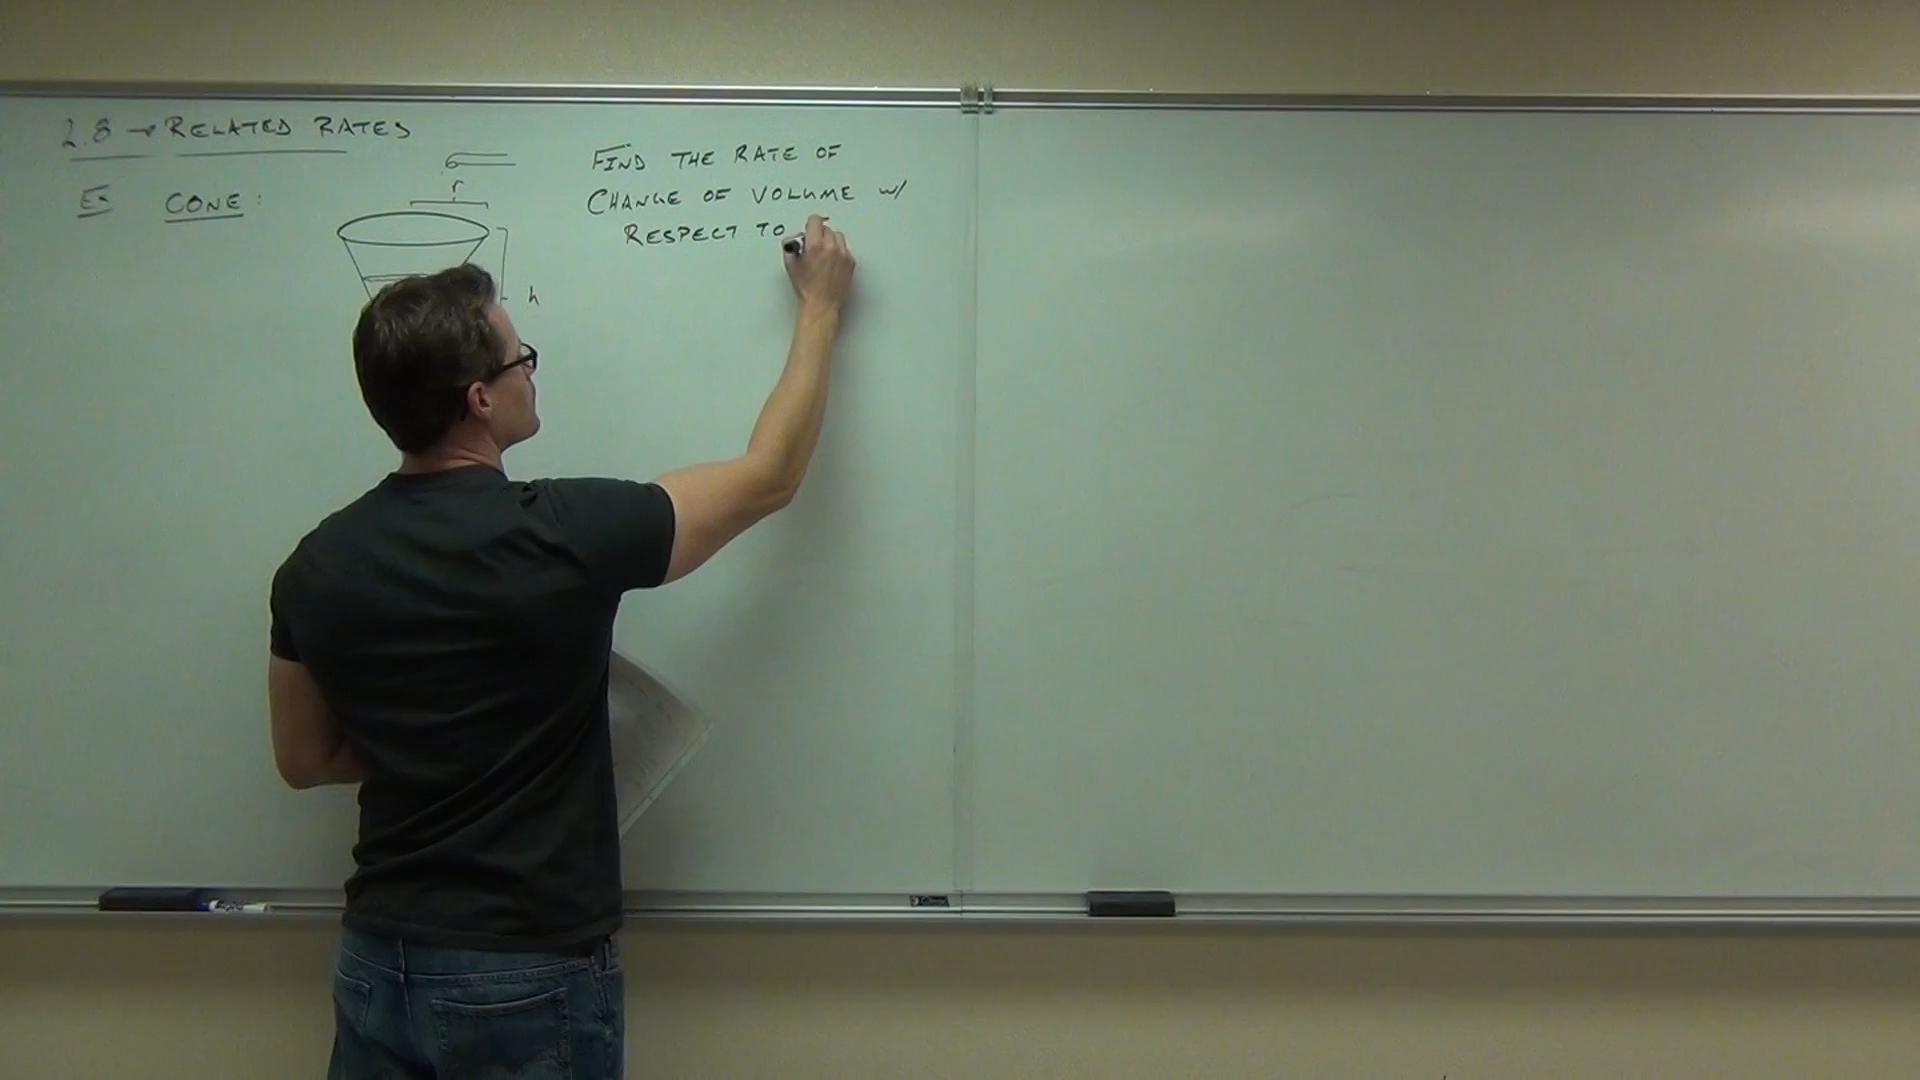 2.8 → RELATED RATES
Ex CONE:
r
h
FIND THE RATE OF
CHANGE OF VOLUME w/
RESPECT TO